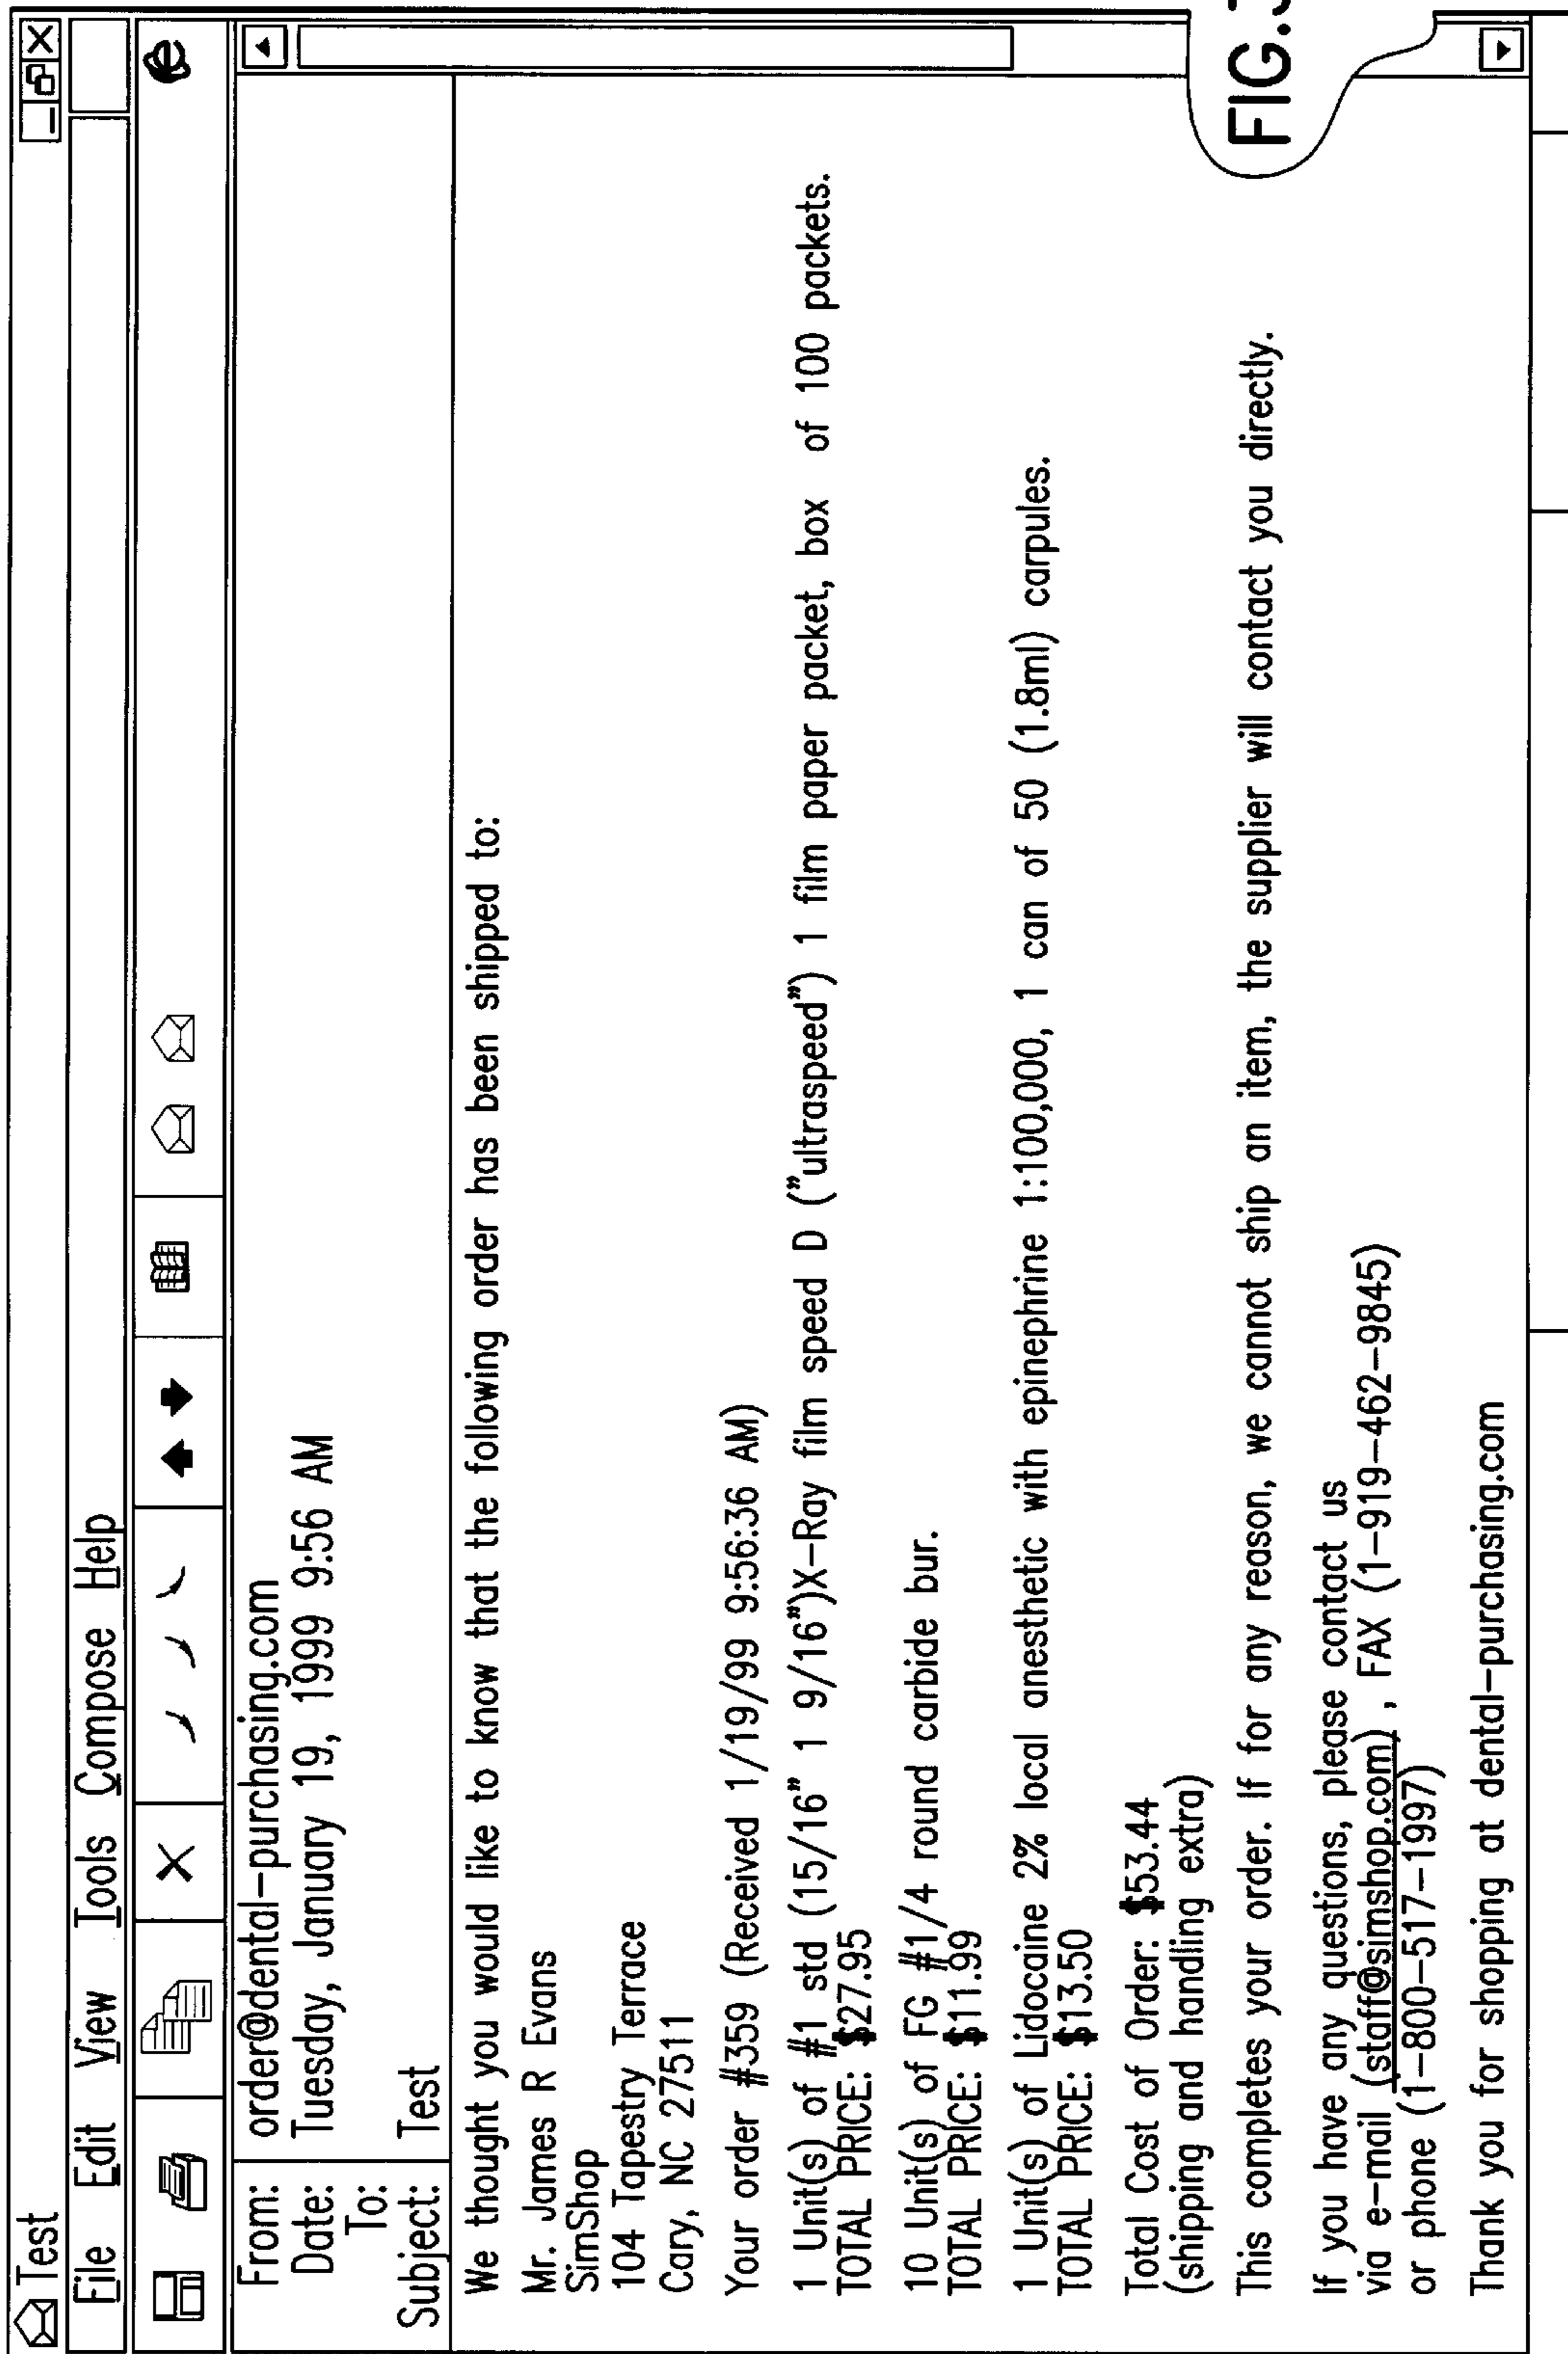 Test
File Edit View Tools Compose Help
From: order@dental-purchasing.com
Date: Tuesday, January 19, 1999 9:56 AM
To:
Subject: Test
We thought you would like to know that the following order has been shipped to:
Mr. James R Evans
SimShop
104 Tapestry Terrace
Cary, NC 27511
Your order #359 (Received 1/19/99 9:56:36 AM)
1 Unit(s) of #1 std (15/16" 1 9/16")X-Ray film speed D ("ultraspeed") 1 film paper packet, box of 100 packets.
TOTAL PRICE: $27.95
10 Unit(s) of FG #1/4 round carbide bur.
TOTAL PRICE: $11.99
1 Unit(s) of Lidocaine 2% local anesthetic with epinephrine 1:100,000, 1 can of 50 (1.8ml) carpules.
TOTAL PRICE: $13.50
Total Cost of Order: $53.44
(shipping and handling extra)
This completes your order. If for any reason, we cannot ship an item, the supplier will contact you directly.
If you have any questions, please contact us
via e-mail (staff@simshop.com), FAX (1-919-462-9845)
or phone (1-800-517-1997)
Thank you for shopping at dental-purchasing.com
FIG.